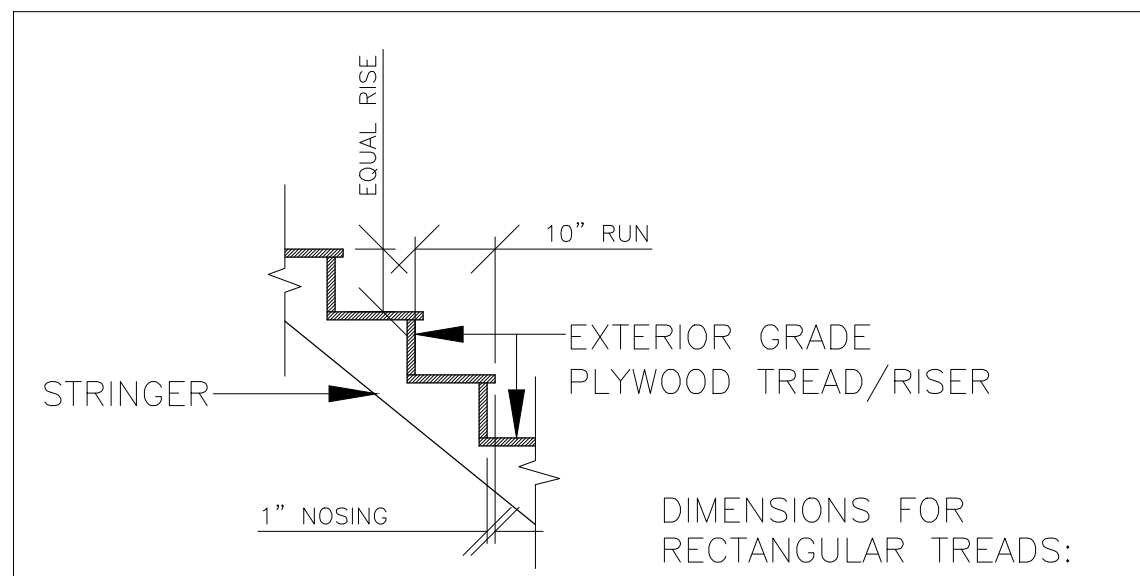 EQUAL RISE
10” RUN
EXTERIOR GRADE
PLYWOOD TREAD/RISER
STRINGER
1” NOSING
DIMENSIONS FOR
RECTANGULAR TREADS: